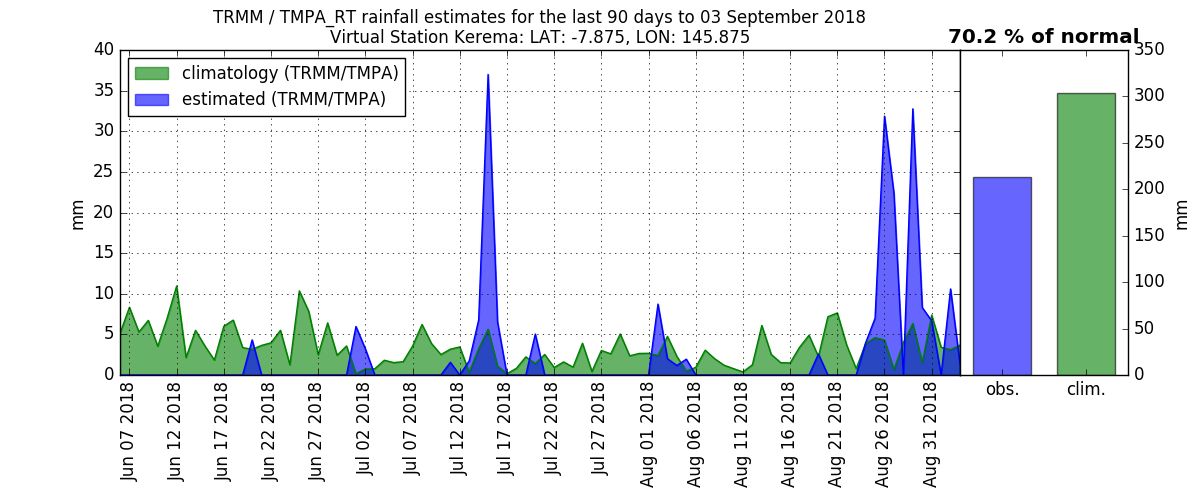 TRMM / TMPA_RT rainfall estimates for the last 90 days to 03 September 2018
Virtual Station Kerema: LAT: -7.875, LON: 145.875
70.2 % of normal
climatology (TRMM/TMPA)
estimated (TRMM/TMPA)
mm
40
35
30
25
20
15
10
5
0
Jun 07 2018
Jun 12 2018
Jun 17 2018
Jun 22 2018
Jun 27 2018
Jul 02 2018
Jul 07 2018
Jul 12 2018
Jul 17 2018
Jul 22 2018
Jul 27 2018
Aug 01 2018
Aug 06 2018
Aug 11 2018
Aug 16 2018
Aug 21 2018
Aug 26 2018
Aug 31 2018
obs.
clim.
350
300
250
200
150
100
50
0
mm